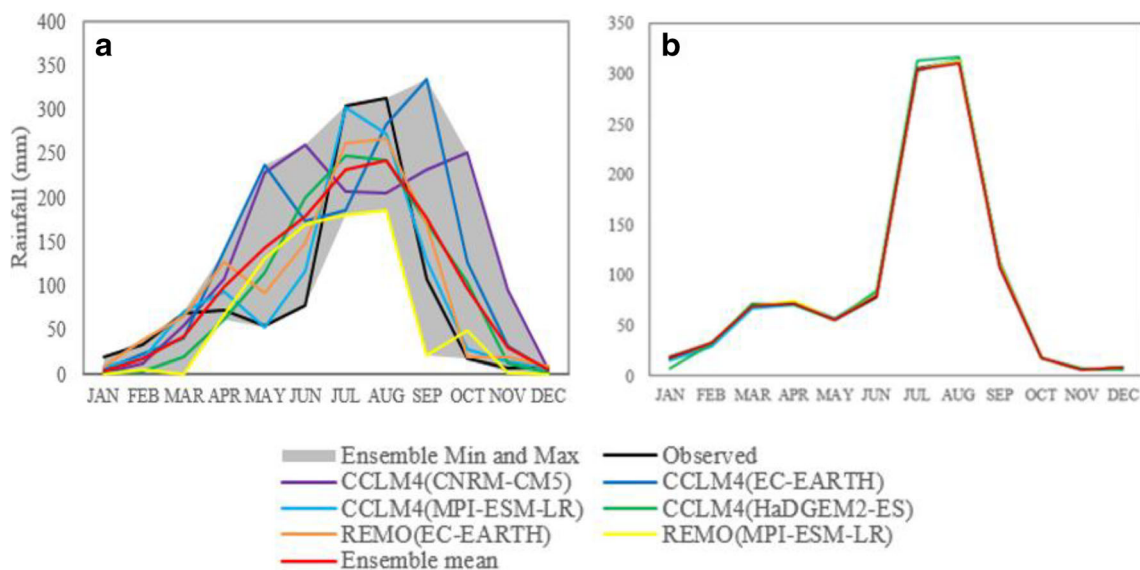 a
400
350
300
250
200
150
100
50
0
Rainfall (mm)
JAN FEB MAR APR MAY JUN JUL AUG SEP OCT NOV DEC
b
350
300
250
200
150
100
50
0
JAN FEB MAR APR MAY JUN JUL AUG SEP OCT NOV DEC
Ensemble Min and Max Observed
CCLM4(CNRM-CM5) CCLM4(EC-EARTH)
CCLM4(MPI-ESM-LR) CCLM4(HaDGEM2-ES)
REMO(EC-EARTH) REMO(MPI-ESM-LR)
Ensemble mean